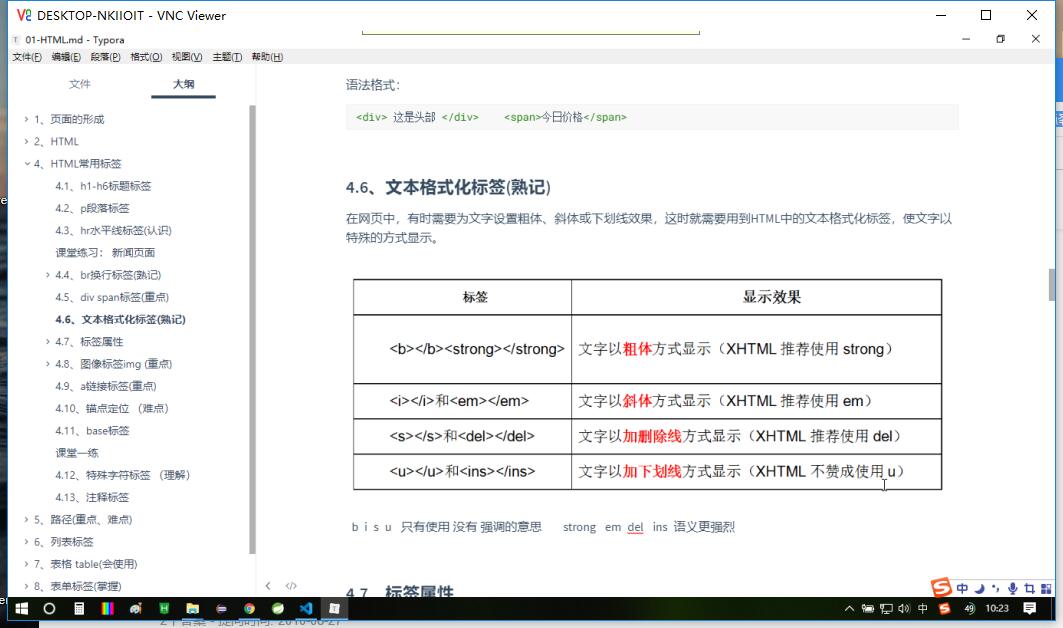 DESKTOP-NKIIOIT - VNC Viewer
01-HTML.md - Typora
文件(F) 编辑(E) 段落(P) 格式(O) 视图(V) 主题(T) 帮助(H)
文件 大纲
1、页面的形成
2、HTML
4、HTML常用标签
4.1、h1-h6标题标签
4.2、p段落标签
4.3、hr水平线标签(认识)
课堂练习： 新闻页面
4.4、br换行标签(熟记)
4.5、div span标签(重点)
4.6、文本格式化标签(熟记)
4.7、标签属性
4.8、图像标签img (重点)
4.9、a链接标签(重点)
4.10、锚点定位 （难点）
4.11、base标签
课堂一练
4.12、特殊字符标签 （理解）
4.13、注释标签
5、路径(重点、难点)
6、列表标签
7、表格 table(会使用)
8、表单标签(掌握)
语法格式：
<div> 这是头部 </div> <span>今日价格</span>
4.6、文本格式化标签(熟记)
在网页中，有时需要为文字设置粗体、斜体或下划线效果，这时就需要用到HTML中的文本格式化标签，使文字以
特殊的方式显示。
标签 显示效果
<b></b><strong></strong> 文字以粗体方式显示（XHTML 推荐使用 strong）
<i></i>和<em></em> 文字以斜体方式显示（XHTML 推荐使用 em）
<s></s>和<del></del> 文字以加删除线方式显示（XHTML 推荐使用 del）
<u></u>和<ins></ins> 文字以加下划线方式显示（XHTML 不赞成使用 u）
b i s u 只有使用 没有 强调的意思 strong em del ins 语义更强烈
4.7、标签属性
中
中 49 10:23